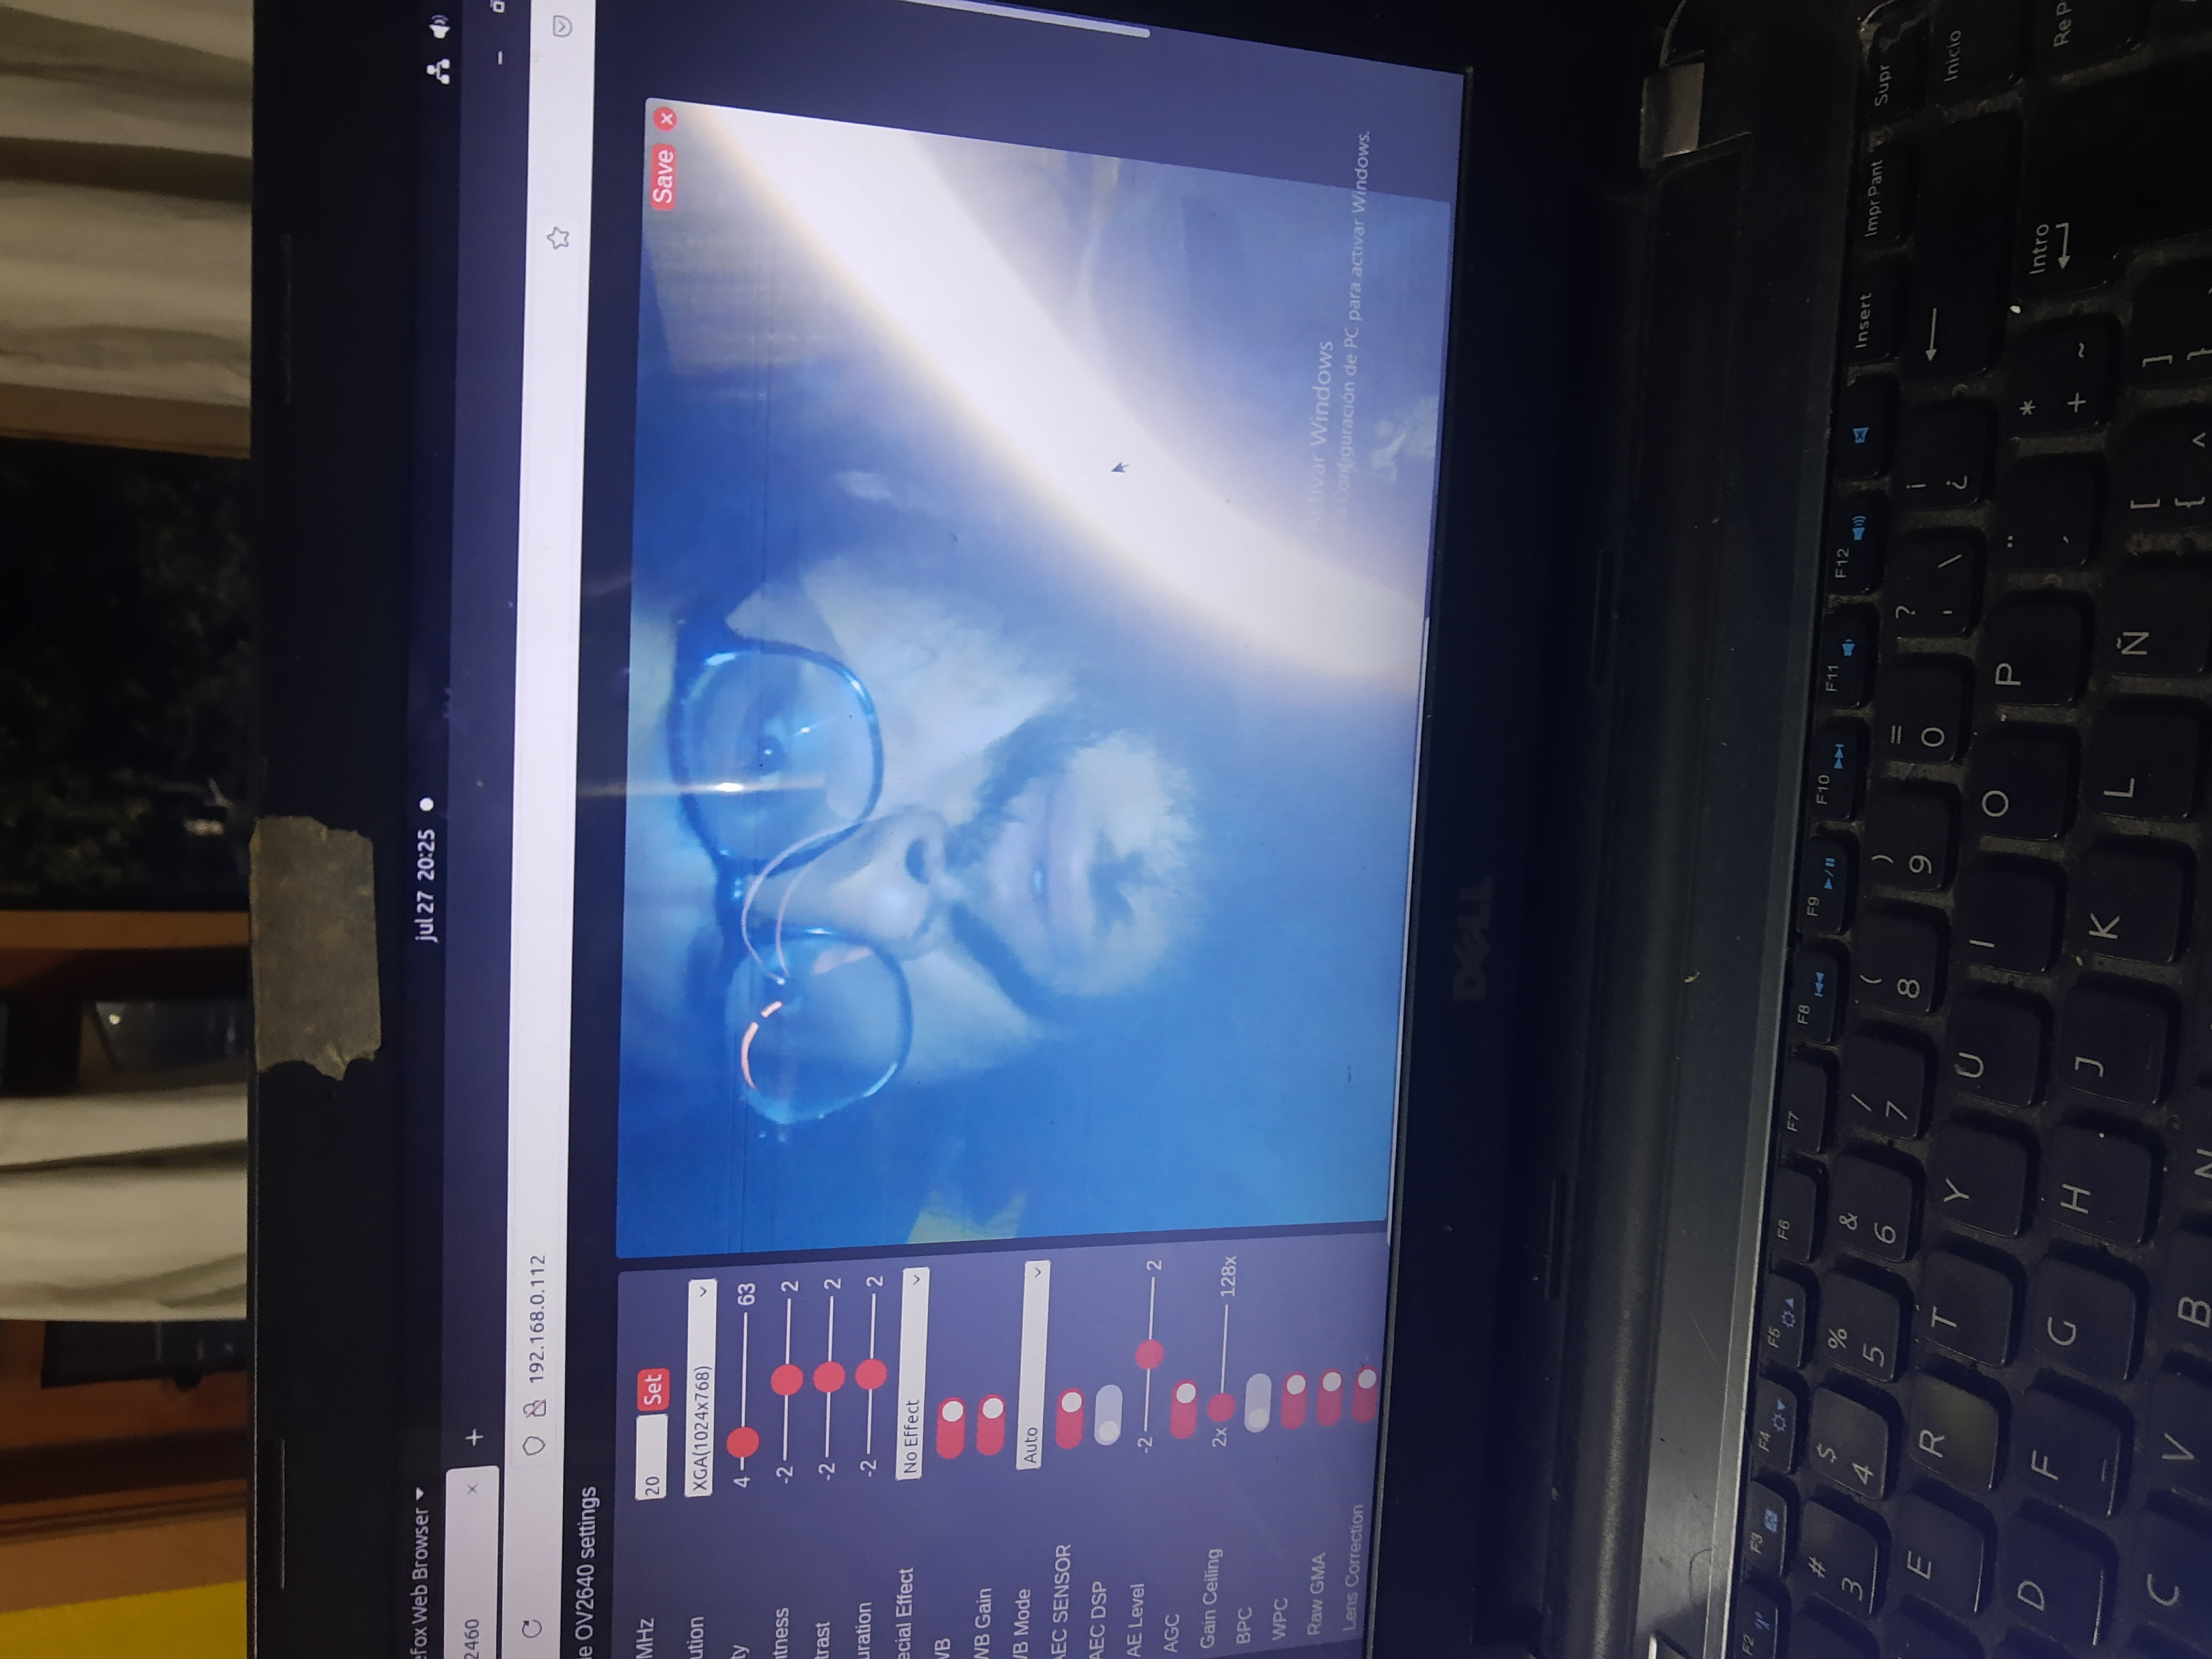 efox Web Browser
jul 27 20:25
2460
192.168.0.112
e OV2640 settings
MHz 20 Set
ution XGA(1024x768)
ty 4 63
ntness -2 2
trast -2 2
uration -2 2
ecial Effect No Effect
VB
WB Gain
VB Mode Auto
AEC SENSOR
AEC DSP
AE Level -2 2
AGC
Gain Ceiling 2x 128x
BPC
WPC
Raw GMA
Lens Correction
Save
Activar Windows
a Configuración de PC para activar Windows.
DELL
F2 F3 F4 F5 F6 F7 F8 F9 F10 F11 F12 Insert Impr Pant Supr
# $ % & / ( ) = ? ¡
3 4 5 6 7 8 9 0 ' \ ¿ Inicio
E R T Y U I O P ¨ ´ * + ~ Intro
D F G H J K L Ñ [ { ^ ] } Re P
C V B N